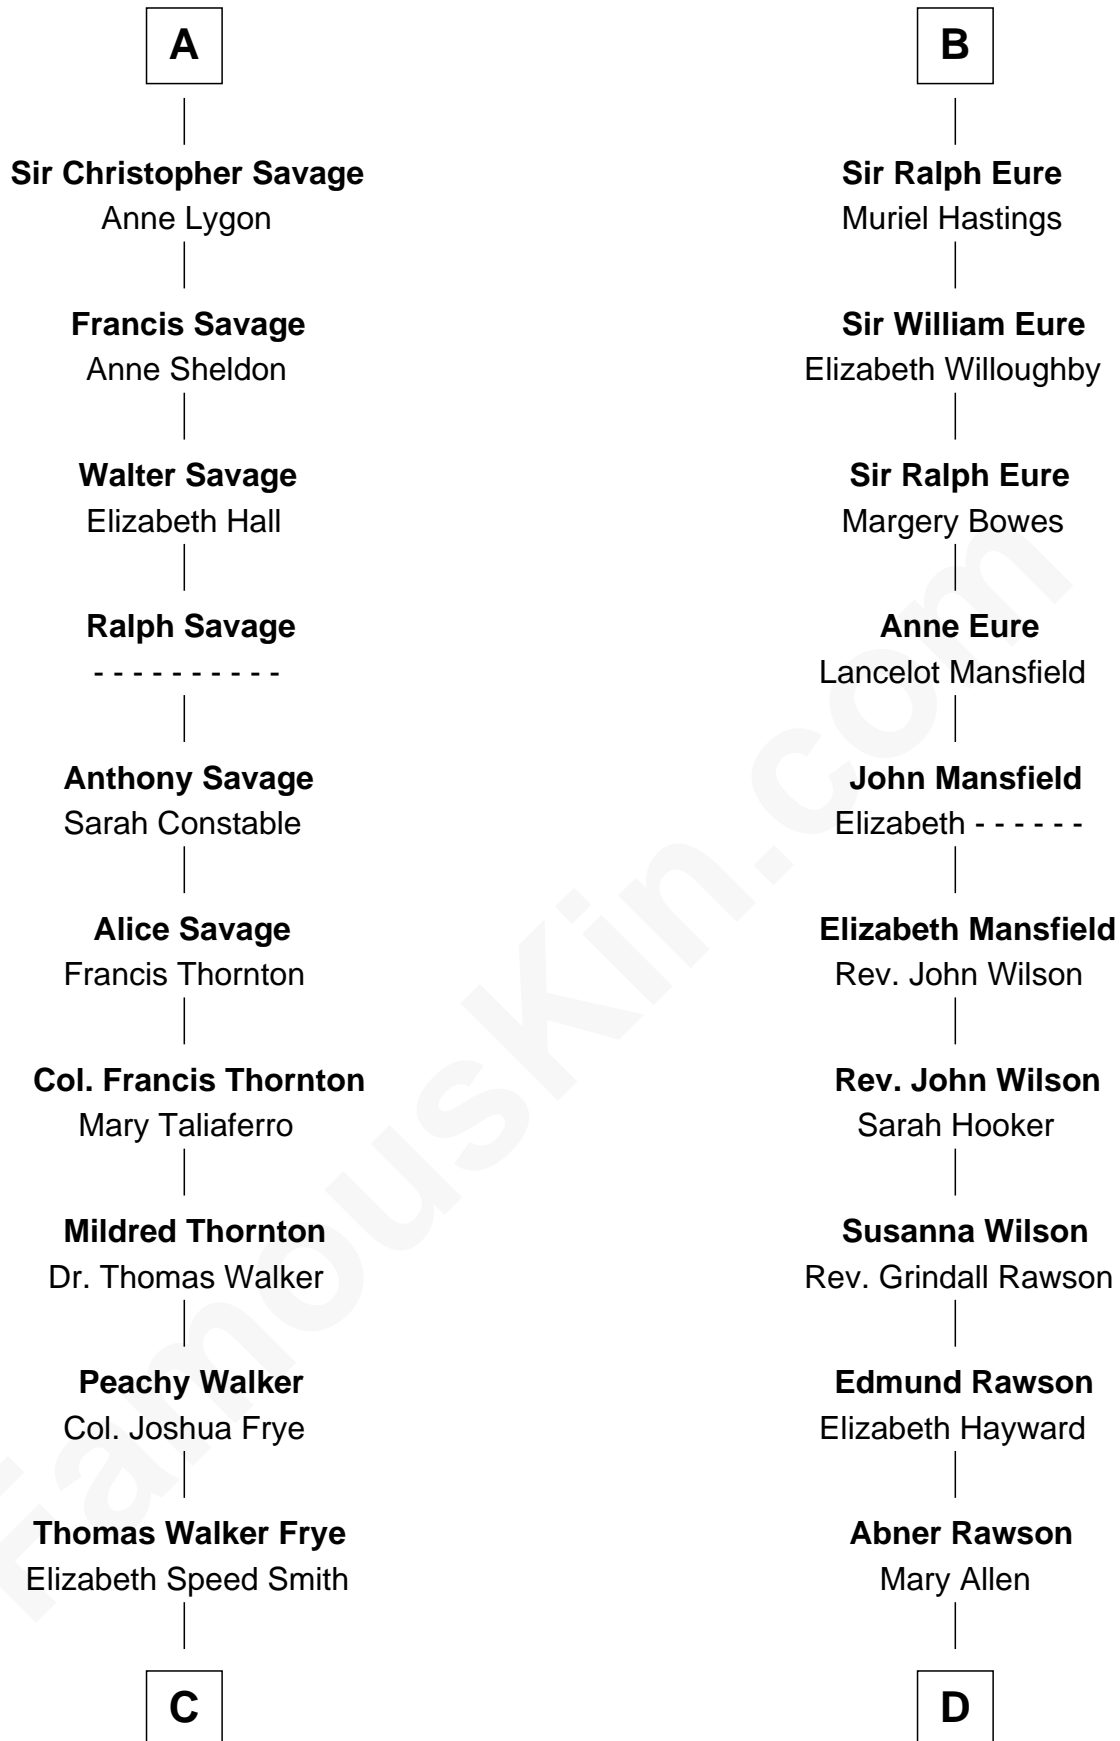 A
Sir Christopher Savage
Anne Lygon
Francis Savage
Anne Sheldon
Walter Savage
Elizabeth Hall
Ralph Savage
- - - - - - - - - -
Anthony Savage
Sarah Constable
Alice Savage
Francis Thornton
Col. Francis Thornton
Mary Taliaferro
Mildred Thornton
Dr. Thomas Walker
Peachy Walker
Col. Joshua Frye
Thomas Walker Frye
Elizabeth Speed Smith
C
B
Sir Ralph Eure
Muriel Hastings
Sir William Eure
Elizabeth Willoughby
Sir Ralph Eure
Margery Bowes
Anne Eure
Lancelot Mansfield
John Mansfield
Elizabeth - - - - - -
Elizabeth Mansfield
Rev. John Wilson
Rev. John Wilson
Sarah Hooker
Susanna Wilson
Rev. Grindall Rawson
Edmund Rawson
Elizabeth Hayward
Abner Rawson
Mary Allen
D
FamousKin.com